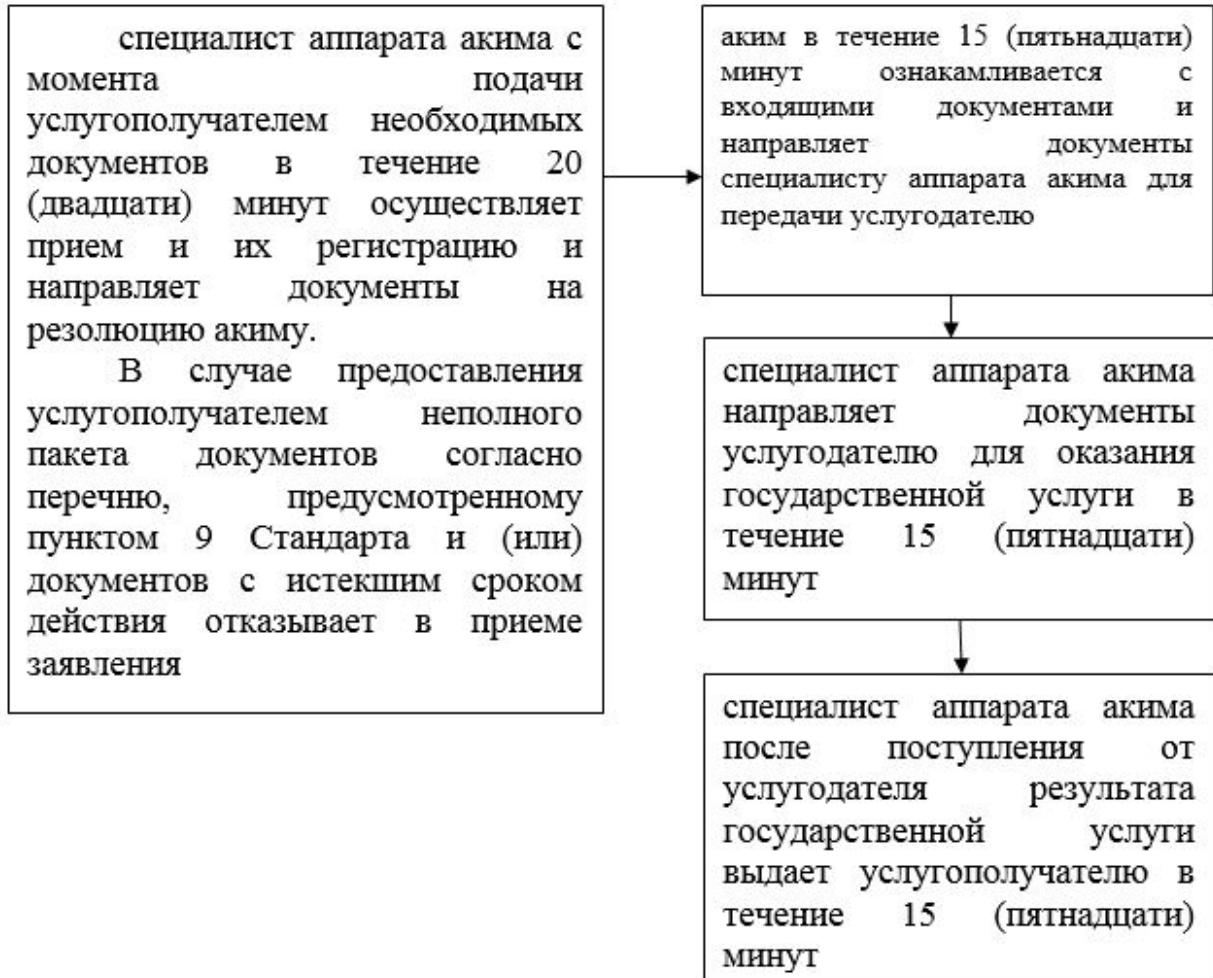 специалист аппарата акима с
момента подачи
услугополучателем необходимых
документов в течение 20
(двадцати) минут осуществляет
прием и их регистрацию и
направляет документы на
резолюцию акиму.
В случае предоставления
услугополучателем неполного
пакета документов согласно
перечню, предусмотренному
пунктом 9 Стандарта и (или)
документов с истекшим сроком
действия отказывает в приеме
заявления
аким в течение 15 (пятьнадцати)
минут ознакамливается с
входящими документами и
направляет документы
специалисту аппарата акима для
передачи услугодателю
специалист аппарата акима
направляет документы
услугодателю для оказания
государственной услуги в
течение 15 (пятнадцати)
минут
специалист аппарата акима
после поступления от
услугодателя результата
государственной услуги
выдает услугополучателю в
течение 15 (пятнадцати)
минут